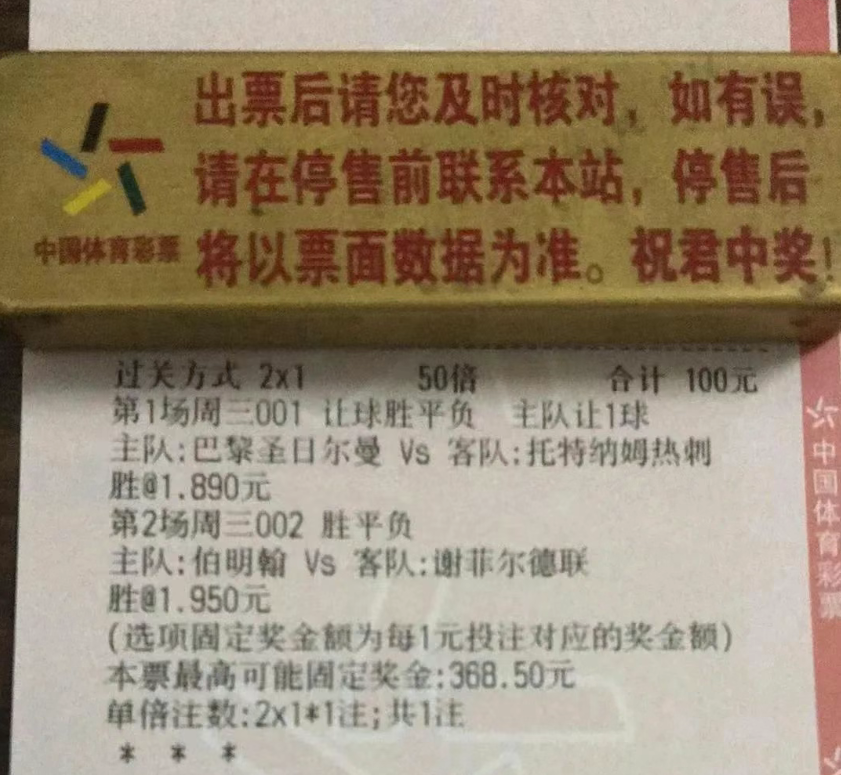 出票后请您及时核对，如有误，
请在停售前联系本站，停售后
将以票面数据为准。祝君中奖！
中国体育彩票
过关方式 2x1 50倍 合计 100元
第1场周三001 让球胜平负 主队让1球
主队:巴黎圣日尔曼 Vs 客队:托特纳姆热刺
胜@1.890元
第2场周三002 胜平负
主队:伯明翰 Vs 客队:谢菲尔德联
胜@1.950元
(选项固定奖金额为每1元投注对应的奖金额)
本票最高可能固定奖金:368.50元
单倍注数:2x1*1注;共1注
* * *
中国体育彩票